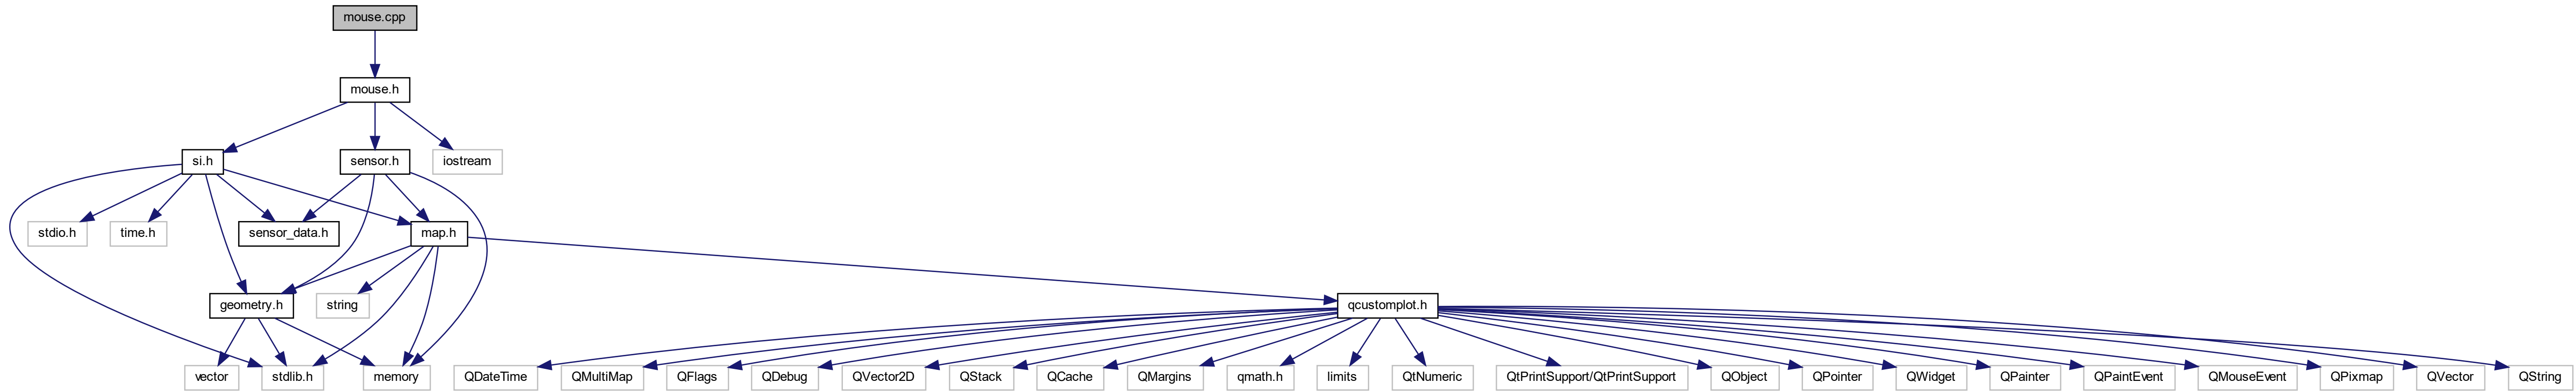 mouse.cpp
mouse.h
si.h
sensor.h
iostream
stdio.h
time.h
sensor_data.h
map.h
geometry.h
string
qcustomplot.h
vector
stdlib.h
memory
QDateTime
QMultiMap
QFlags
QDebug
QVector2D
QStack
QCache
QMargins
qmath.h
limits
QtNumeric
QtPrintSupport/QtPrintSupport
QObject
QPointer
QWidget
QPainter
QPaintEvent
QMouseEvent
QPixmap
QVector
QString